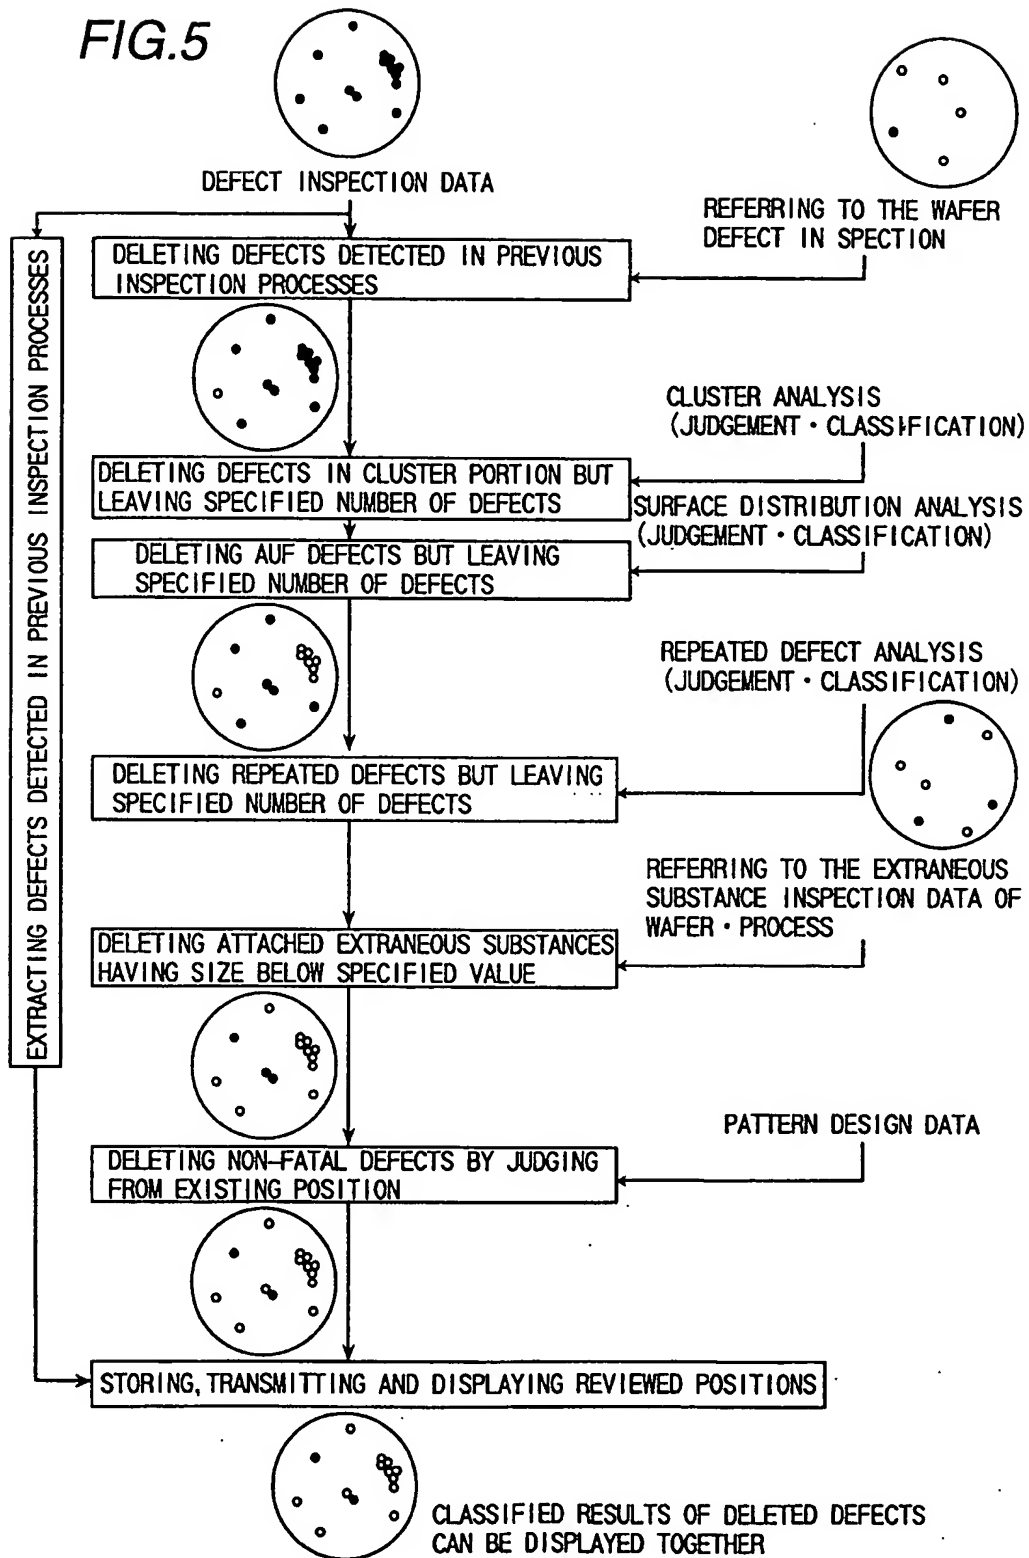 FIG.5
DEFECT INSPECTION DATA
REFERRING TO THE WAFER
DEFECT IN SPECTION
EXTRACTING DEFECTS DETECTED IN PREVIOUS INSPECTION PROCESSES
DELETING DEFECTS DETECTED IN PREVIOUS
INSPECTION PROCESSES
CLUSTER ANALYSIS
(JUDGEMENT・CLASSIFICATION)
DELETING DEFECTS IN CLUSTER PORTION BUT
LEAVING SPECIFIED NUMBER OF DEFECTS
SURFACE DISTRIBUTION ANALYSIS
(JUDGEMENT・CLASSIFICATION)
DELETING AUF DEFECTS BUT LEAVING
SPECIFIED NUMBER OF DEFECTS
REPEATED DEFECT ANALYSIS
(JUDGEMENT・CLASSIFICATION)
DELETING REPEATED DEFECTS BUT LEAVING
SPECIFIED NUMBER OF DEFECTS
REFERRING TO THE EXTRANEOUS
SUBSTANCE INSPECTION DATA OF
WAFER・PROCESS
DELETING ATTACHED EXTRANEOUS SUBSTANCES
HAVING SIZE BELOW SPECIFIED VALUE
PATTERN DESIGN DATA
DELETING NON-FATAL DEFECTS BY JUDGING
FROM EXISTING POSITION
STORING, TRANSMITTING AND DISPLAYING REVIEWED POSITIONS
CLASSIFIED RESULTS OF DELETED DEFECTS
CAN BE DISPLAYED TOGETHER